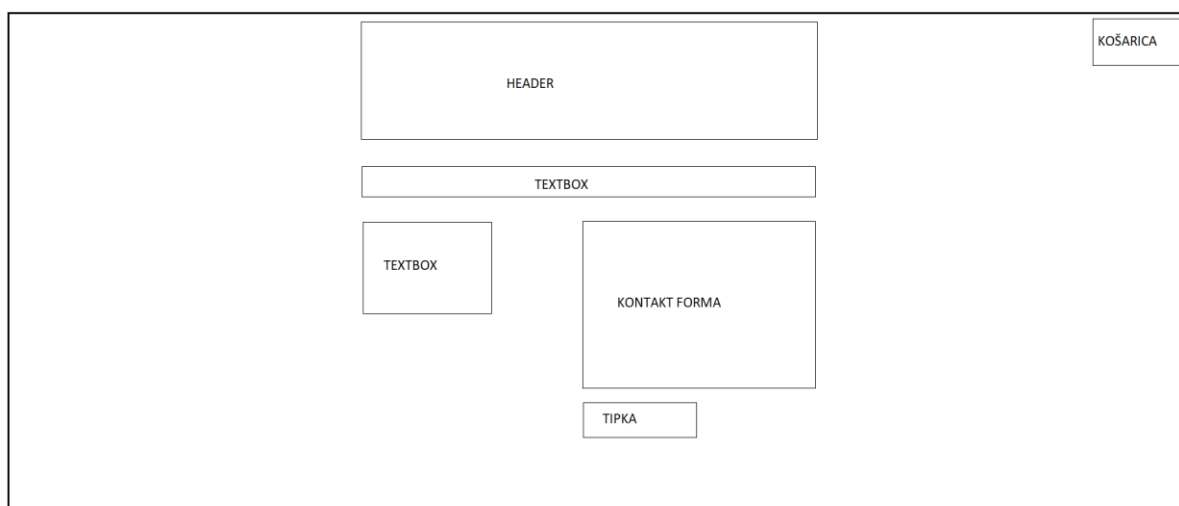 HEADER
KOŠARICA
TEXTBOX
TEXTBOX
KONTAKT FORMA
TIPKA